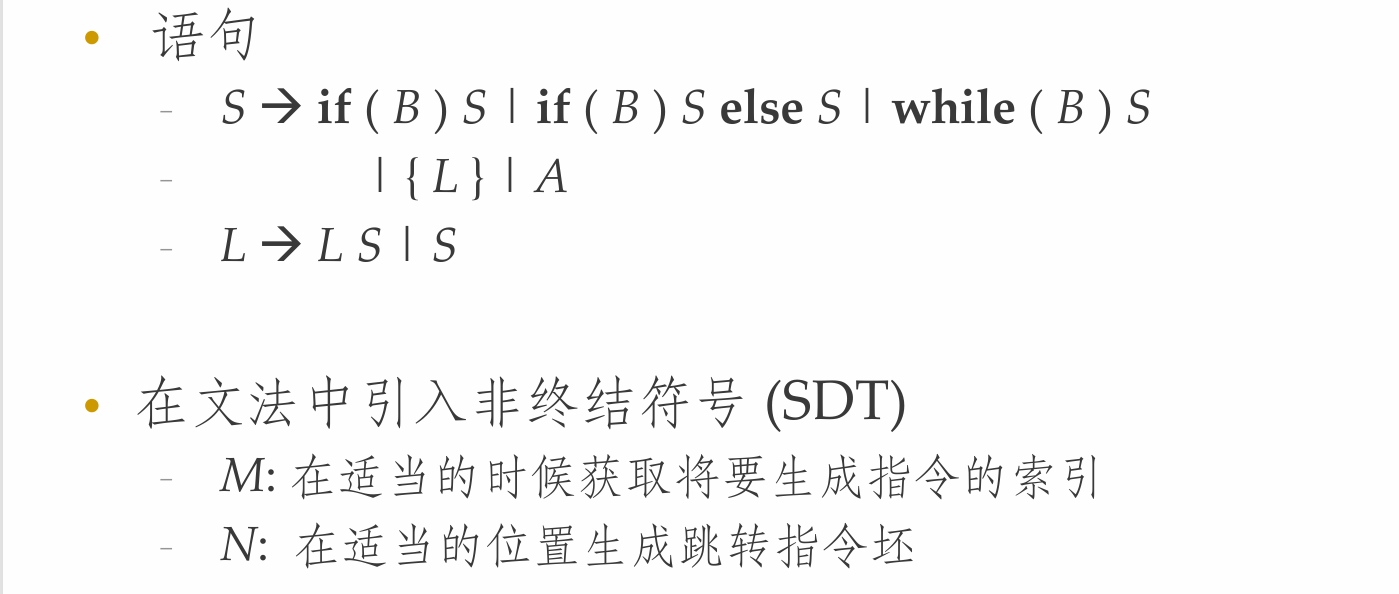 • 语句
– S → if ( B ) S | if ( B ) S else S | while ( B ) S
– | { L } | A
– L → L S | S
• 在文法中引入非终结符号 (SDT)
– M: 在适当的时候获取将要生成指令的索引
– N: 在适当的位置生成跳转指令坯